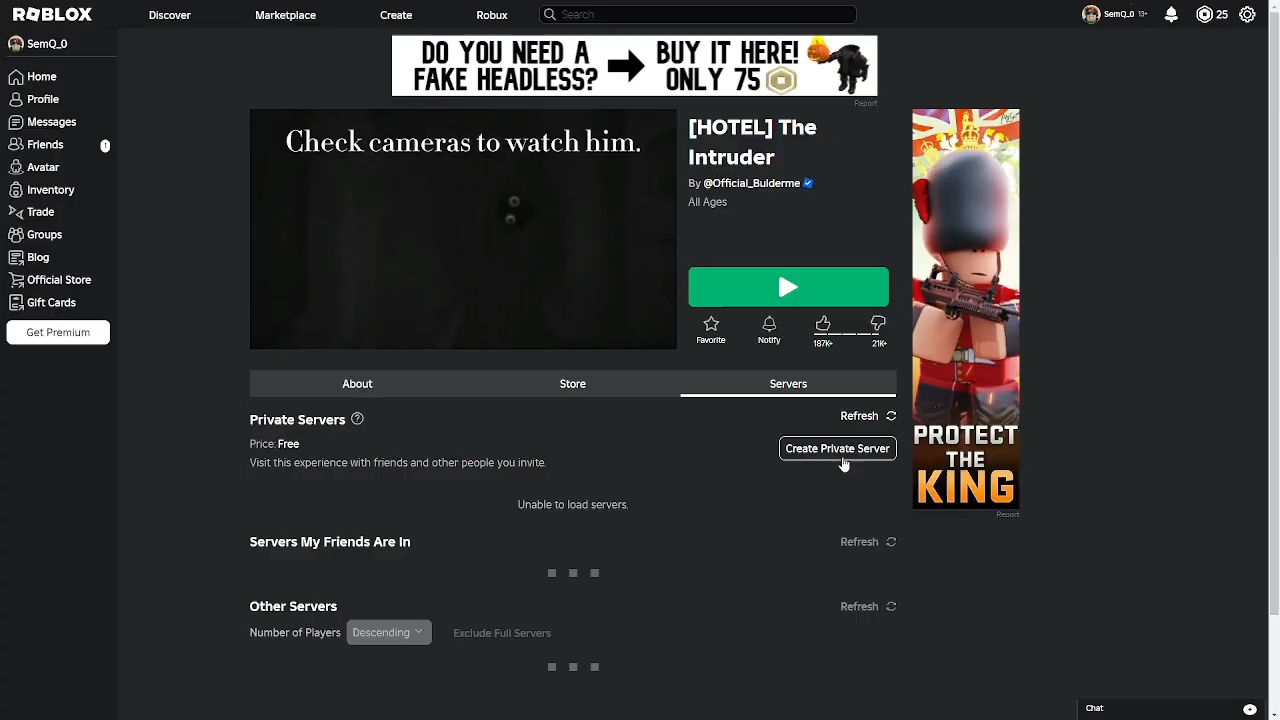 ROBLOX
Discover
Marketplace
Create
Robux
Search
SemQ_0 13+
25
SemQ_0
Home
Profile
Messages
Friends
Avatar
Inventory
Trade
Groups
Blog
Official Store
Gift Cards
Get Premium
DO YOU NEED A
FAKE HEADLESS?
BUY IT HERE!
ONLY 75
Report
Check cameras to watch him.
[HOTEL] The
Intruder
By @Official_Bulderme
All Ages
Favorite
Notify
187K+
21K+
About
Store
Servers
Private Servers
Refresh
Price: Free
Create Private Server
Visit this experience with friends and other people you invite.
Unable to load servers.
Servers My Friends Are In
Refresh
Other Servers
Refresh
Number of Players
Descending
Exclude Full Servers
PROTECT
THE
KING
Report
Chat